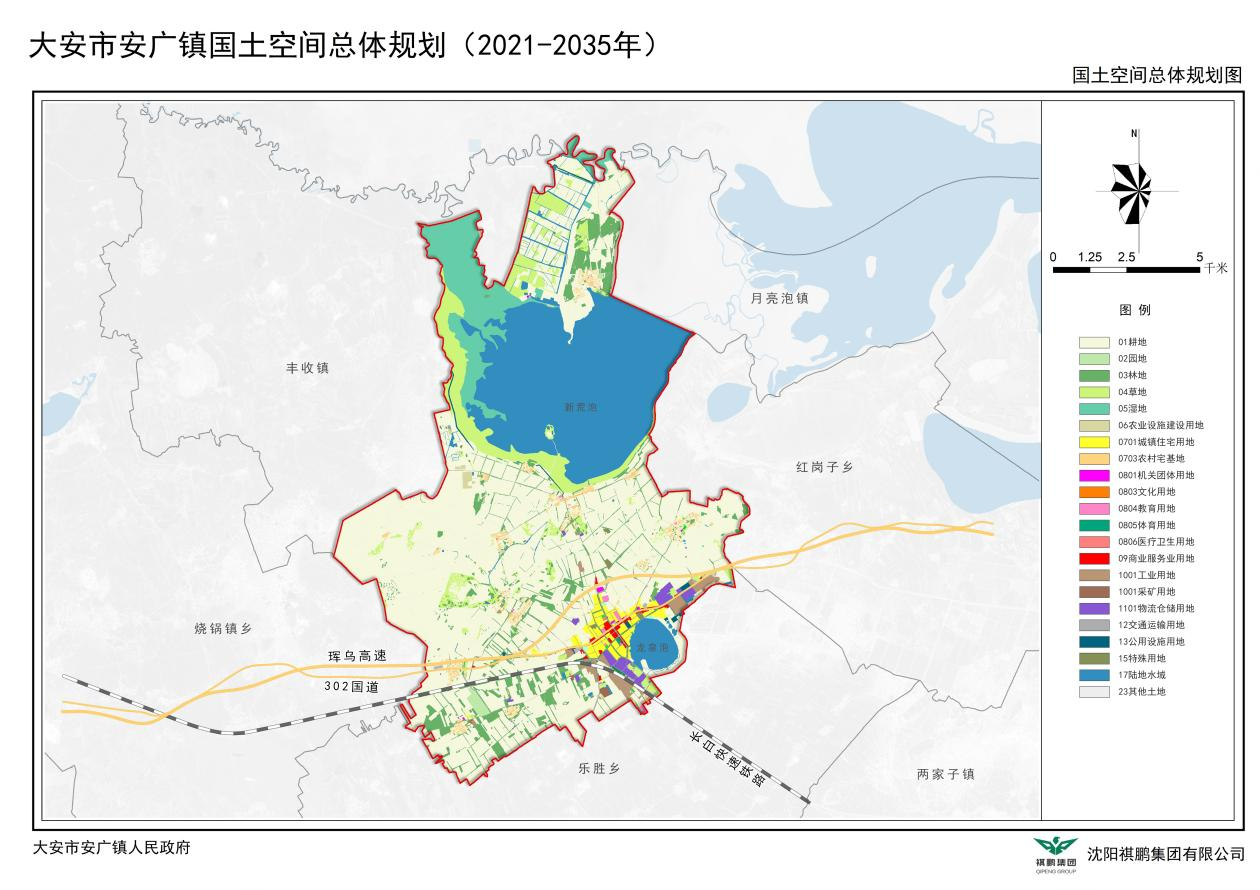 大安市安广镇国土空间总体规划（2021-2035年）
国土空间总体规划图
N
0 1.25 2.5 5 千米
月亮泡镇
丰收镇
新荒泡
红岗子乡
烧锅镇乡
珲乌高速
302国道
龙泉泡
长白快速铁路
乐胜乡
两家子镇
图 例
01耕地
02园地
03林地
04草地
05湿地
06农业设施建设用地
0701城镇住宅用地
0703农村宅基地
0801机关团体用地
0803文化用地
0804教育用地
0805体育用地
0806医疗卫生用地
09商业服务业用地
1001工业用地
1001采矿用地
1101物流仓储用地
12交通运输用地
13公用设施用地
15特殊用地
17陆地水域
23其他土地
大安市安广镇人民政府
祺鹏集团
QIPENG GROUP
沈阳祺鹏集团有限公司